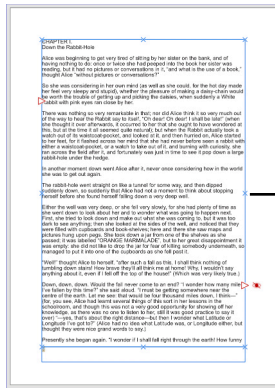 CHAPTER I.
Down the Rabbit-Hole
Alice was beginning to get very tired of sitting by her sister on the bank, and of
having nothing to do: once or twice she had peeped into the book her sister was
reading, but it had no pictures or conversations in it, "and what is the use of a book,"
thought Alice "without pictures or conversations?"
So she was considering in her own mind (as well as she could, for the hot day made
her feel very sleepy and stupid), whether the pleasure of making a daisy-chain would
be worth the trouble of getting up and picking the daisies, when suddenly a White
Rabbit with pink eyes ran close by her.
There was nothing so very remarkable in that; nor did Alice think it so very much out
of the way to hear the Rabbit say to itself, "Oh dear! Oh dear! I shall be late!" (when
she thought it over afterwards, it occurred to her that she ought to have wondered at
this, but at the time it all seemed quite natural); but when the Rabbit actually took a
watch out of its waistcoat-pocket, and looked at it, and then hurried on, Alice started
to her feet, for it flashed across her mind that she had never before seen a rabbit with
either a waistcoat-pocket, or a watch to take out of it, and burning with curiosity, she
ran across the field after it, and fortunately was just in time to see it pop down a large
rabbit-hole under the hedge.
In another moment down went Alice after it, never once considering how in the world
she was to get out again.
The rabbit-hole went straight on like a tunnel for some way, and then dipped
suddenly down, so suddenly that Alice had not a moment to think about stopping
herself before she found herself falling down a very deep well.
Either the well was very deep, or she fell very slowly, for she had plenty of time as
she went down to look about her and to wonder what was going to happen next.
First, she tried to look down and make out what she was coming to, but it was too
dark to see anything; then she looked at the sides of the well, and noticed that they
were filled with cupboards and book-shelves; here and there she saw maps and
pictures hung upon pegs. She took down a jar from one of the shelves as she
passed; it was labelled "ORANGE MARMALADE", but to her great disappointment it
was empty: she did not like to drop the jar for fear of killing somebody underneath, so
managed to put it into one of the cupboards as she fell past it.
"Well!" thought Alice to herself, "after such a fall as this, I shall think nothing of
tumbling down stairs! How brave they'll all think me at home! Why, I wouldn't say
anything about it, even if I fell off the top of the house!" (Which was very likely true.)
Down, down, down. Would the fall never come to an end? "I wonder how many miles
I've fallen by this time?" she said aloud. "I must be getting somewhere near the
centre of the earth. Let me see: that would be four thousand miles down, I think—"
(for, you see, Alice had learnt several things of this sort in her lessons in the
schoolroom, and though this was not a very good opportunity for showing off her
knowledge, as there was no one to listen to her, still it was good practice to say it
over) "—yes, that's about the right distance—but then I wonder what Latitude or
Longitude I've got to?" (Alice had no idea what Latitude was, or Longitude either, but
thought they were nice grand words to say.)
Presently she began again. "I wonder if I shall fall right through the earth! How funny